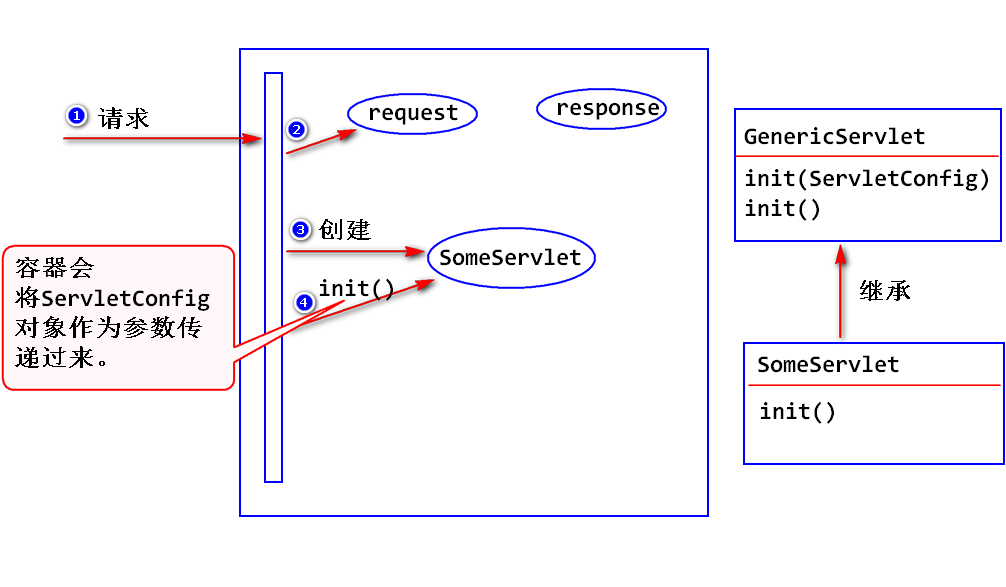 1 请求
2
request
response
3 创建
SomeServlet
4 init()
容器会
将ServletConfig
对象作为参数传
递过来。
GenericServlet
init(ServletConfig)
init()
继承
SomeServlet
init()